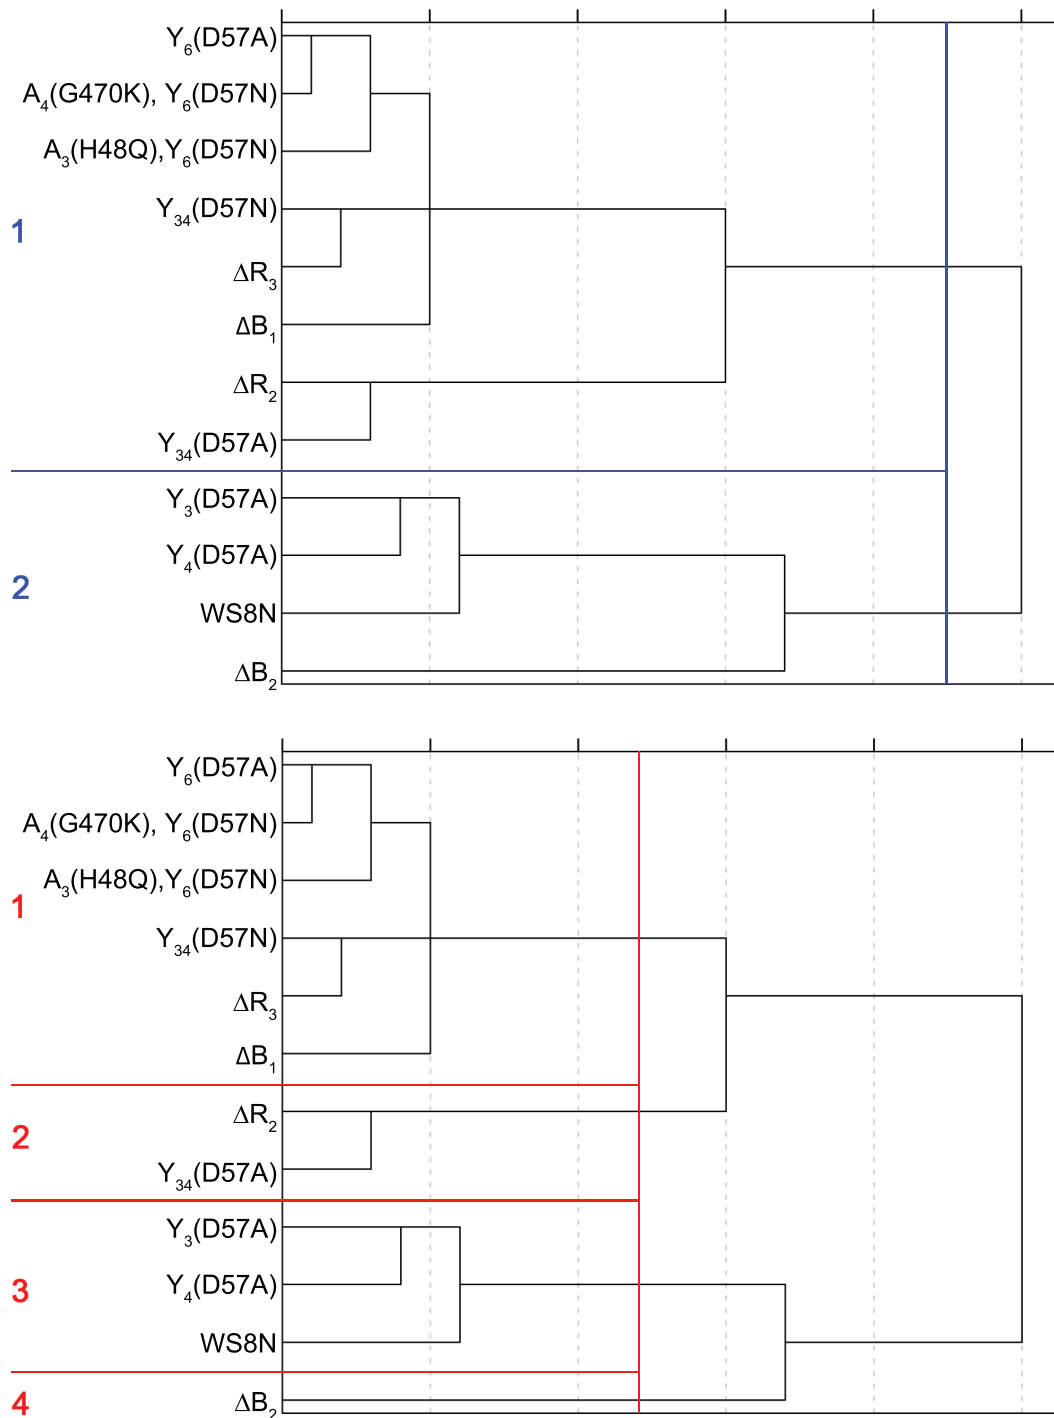 Y6(D57A)
A4(G470K), Y6(D57N)
A3(H48Q),Y6(D57N)
Y34(D57N)
1
ΔR3
ΔB1
ΔR2
Y34(D57A)
Y3(D57A)
Y4(D57A)
2
WS8N
ΔB2
Y6(D57A)
A4(G470K), Y6(D57N)
A3(H48Q),Y6(D57N)
1
Y34(D57N)
ΔR3
ΔB1
ΔR2
2
Y34(D57A)
Y3(D57A)
Y4(D57A)
3
WS8N
ΔB2
4